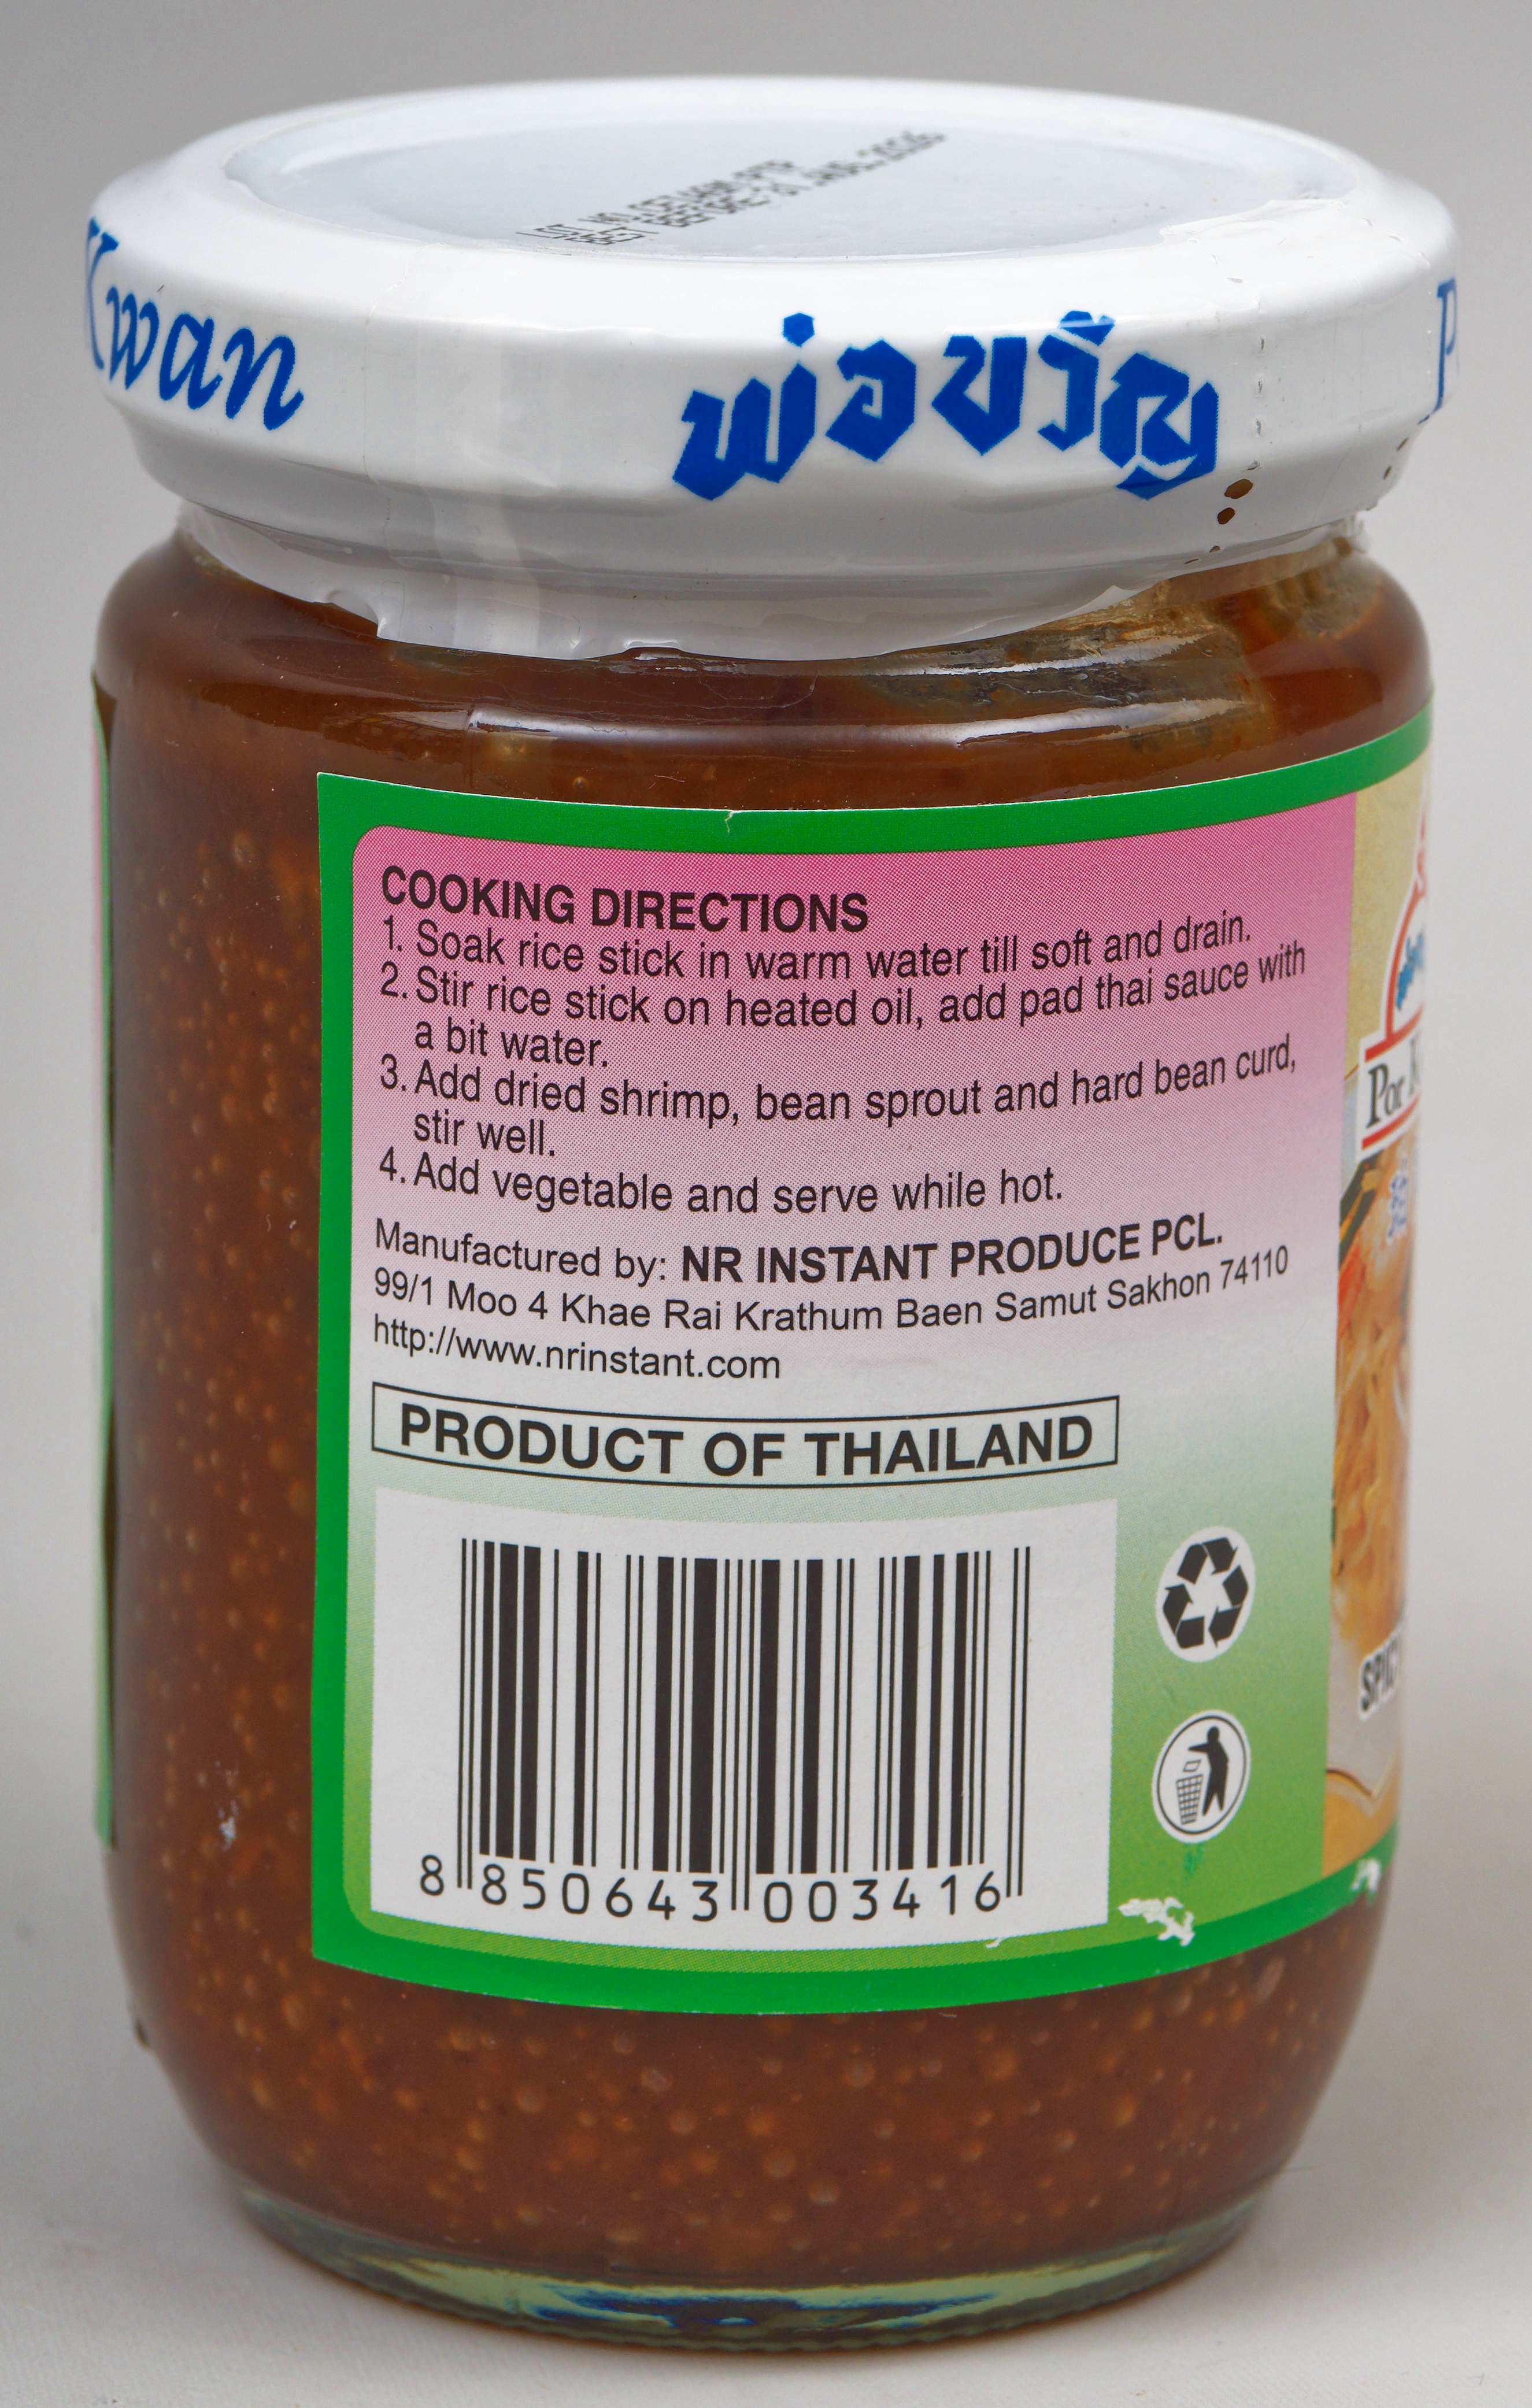 Kwan
พ่อขวัญ
COOKING DIRECTIONS
1. Soak rice stick in warm water till soft and drain.
2. Stir rice stick on heated oil, add pad thai sauce with
a bit water.
3. Add dried shrimp, bean sprout and hard bean curd,
stir well.
4. Add vegetable and serve while hot.
Manufactured by: NR INSTANT PRODUCE PCL.
99/1 Moo 4 Khae Rai Krathum Baen Samut Sakhon 74110
http://www.nrinstant.com
PRODUCT OF THAILAND
8 850643 003416
Por
SPICY